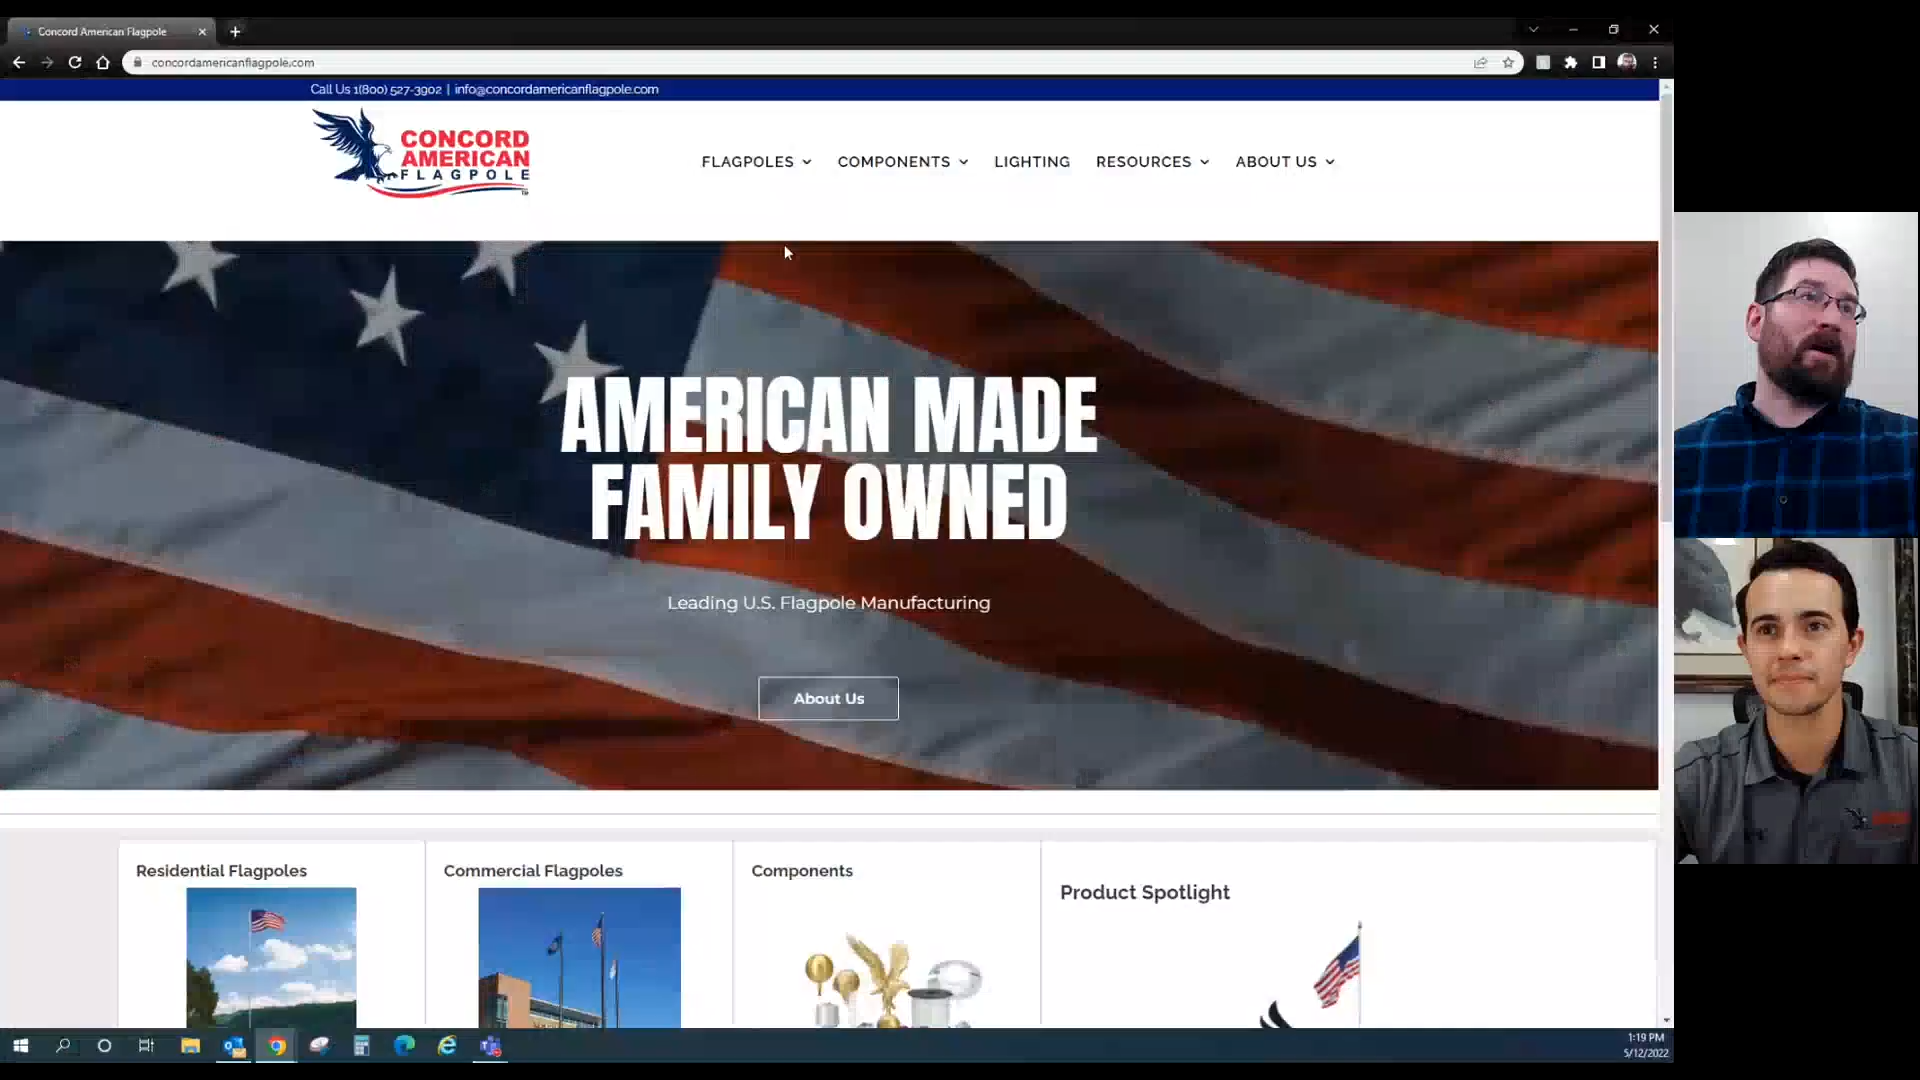 Concord American Flagpole
concordamericanflagpole.com
Call Us 1(800) 527-3902 | info@concordamericanflagpole.com
CONCORD
AMERICAN
FLAGPOLE
TM
FLAGPOLES
COMPONENTS
LIGHTING
RESOURCES
ABOUT US
AMERICAN MADE
FAMILY OWNED
Leading U.S. Flagpole Manufacturing
About Us
Residential Flagpoles
Commercial Flagpoles
Components
Product Spotlight
1:19 PM
5/12/2022